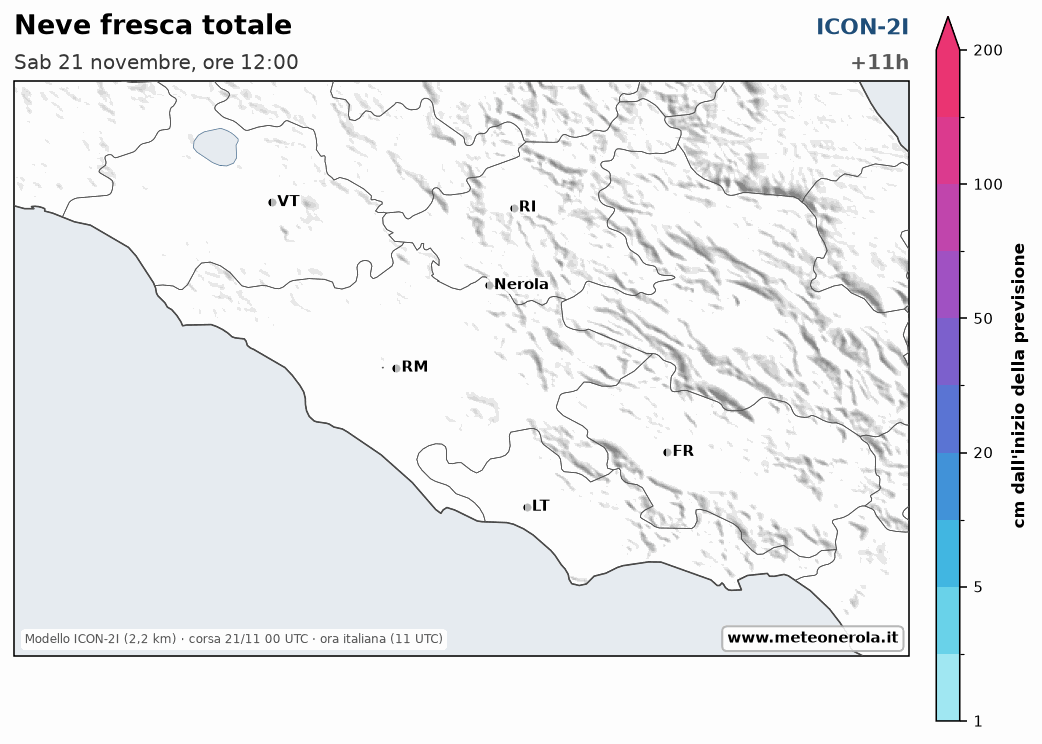 Neve fresca totale
ICON-2I
Sab 21 novembre, ore 12:00
+11h
200
100
50
20
5
1
cm dall'inizio della previsione
VT
RI
Nerola
RM
FR
LT
Modello ICON-2I (2,2 km) · corsa 21/11 00 UTC · ora italiana (11 UTC)
www.meteonerola.it